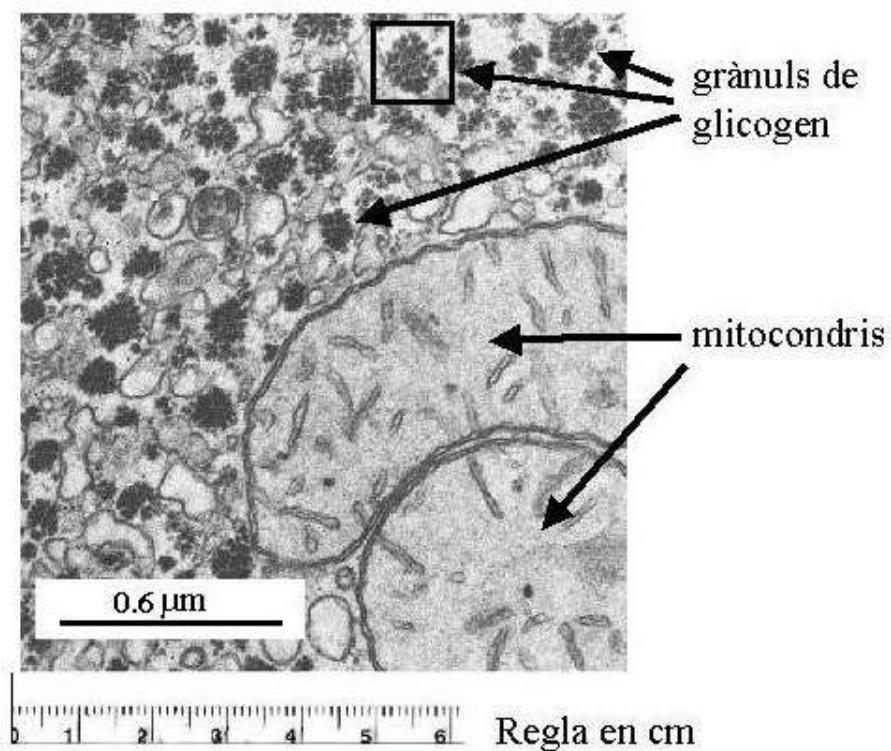 grànuls de
glicogen
mitocondris
0.6 µm
0 1 2 3 4 5 6
Regla en cm